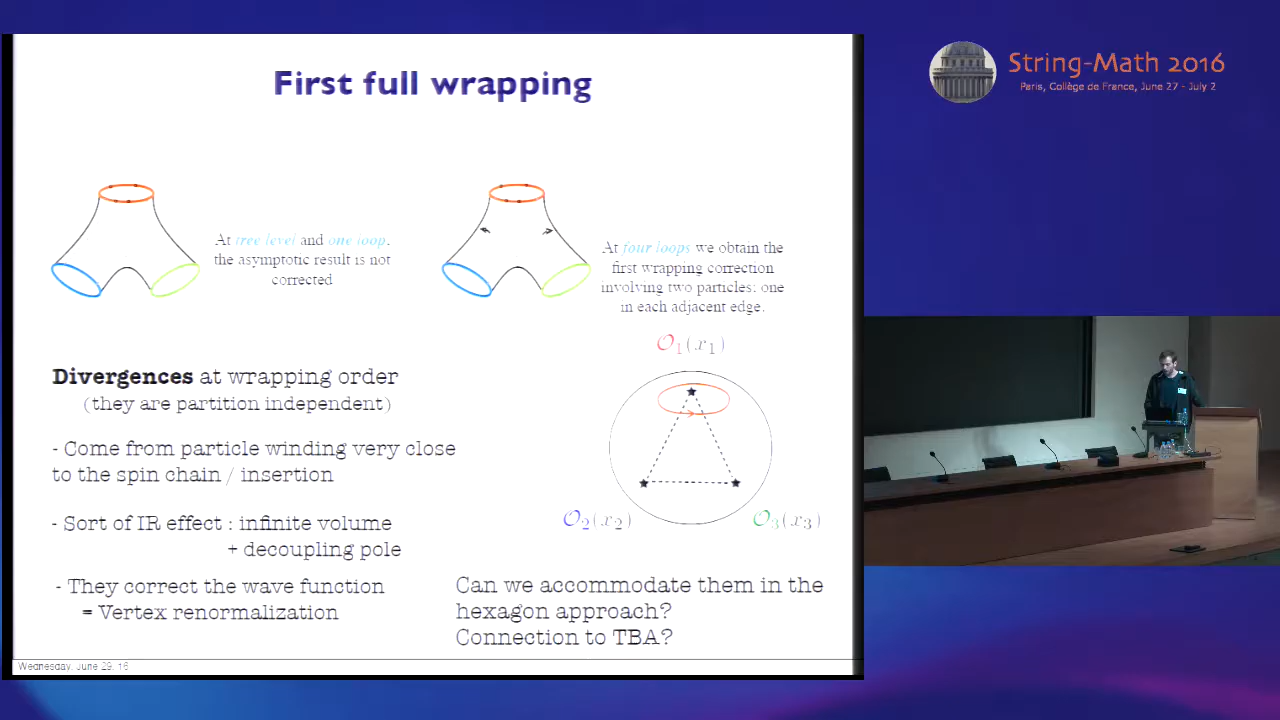 First full wrapping
String-Math 2016
Paris, Collège de France, June 27 - July 2
At tree level and one loop,
the asymptotic result is not
corrected
At four loops we obtain the
first wrapping correction
involving two particles: one
in each adjacent edge.
Divergences at wrapping order
(they are partition independent)
- Come from particle winding very close
to the spin chain / insertion
- Sort of IR effect : infinite volume
+ decoupling pole
- They correct the wave function
= Vertex renormalization
O₁(x₁)
O₂(x₂)
O₃(x₃)
Can we accommodate them in the
hexagon approach?
Connection to TBA?
Wednesday, June 29, 16